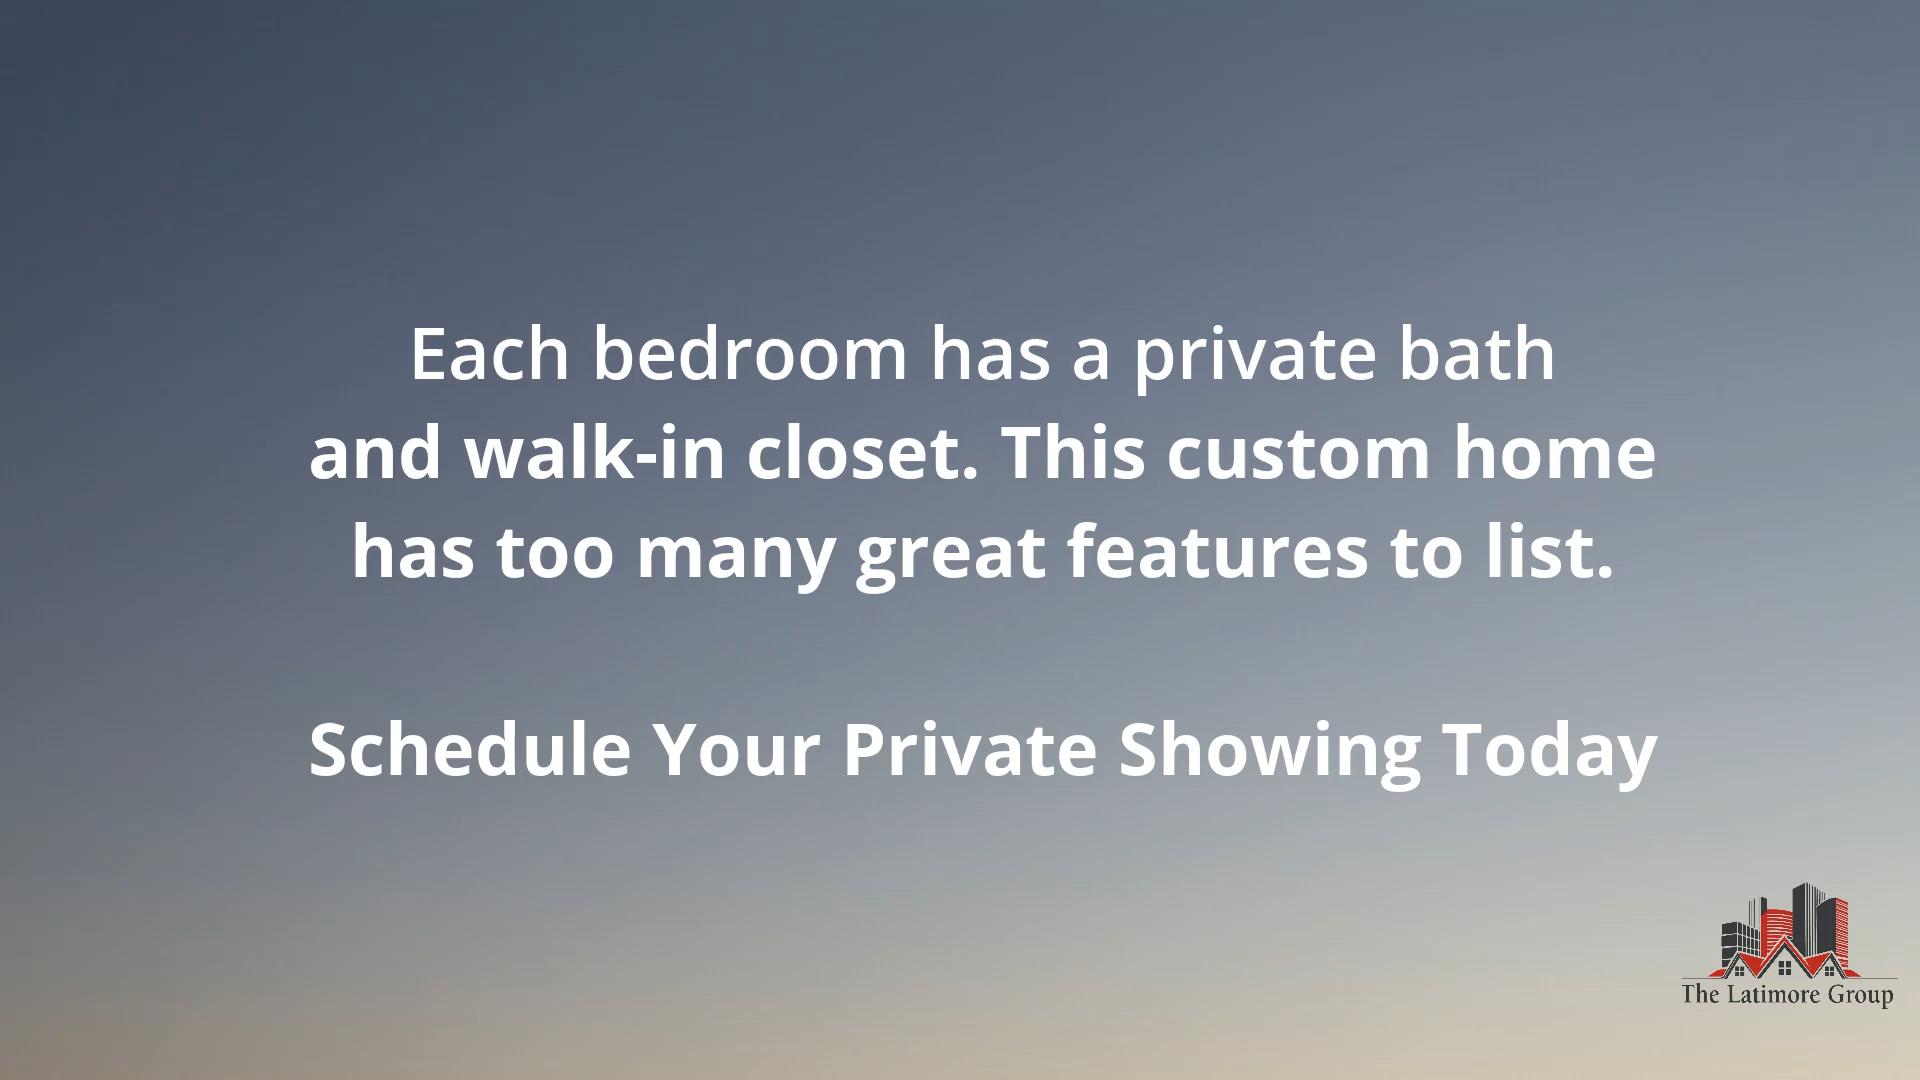 Each bedroom has a private bath
and walk-in closet. This custom home
has too many great features to list.
Schedule Your Private Showing Today
The Latimore Group